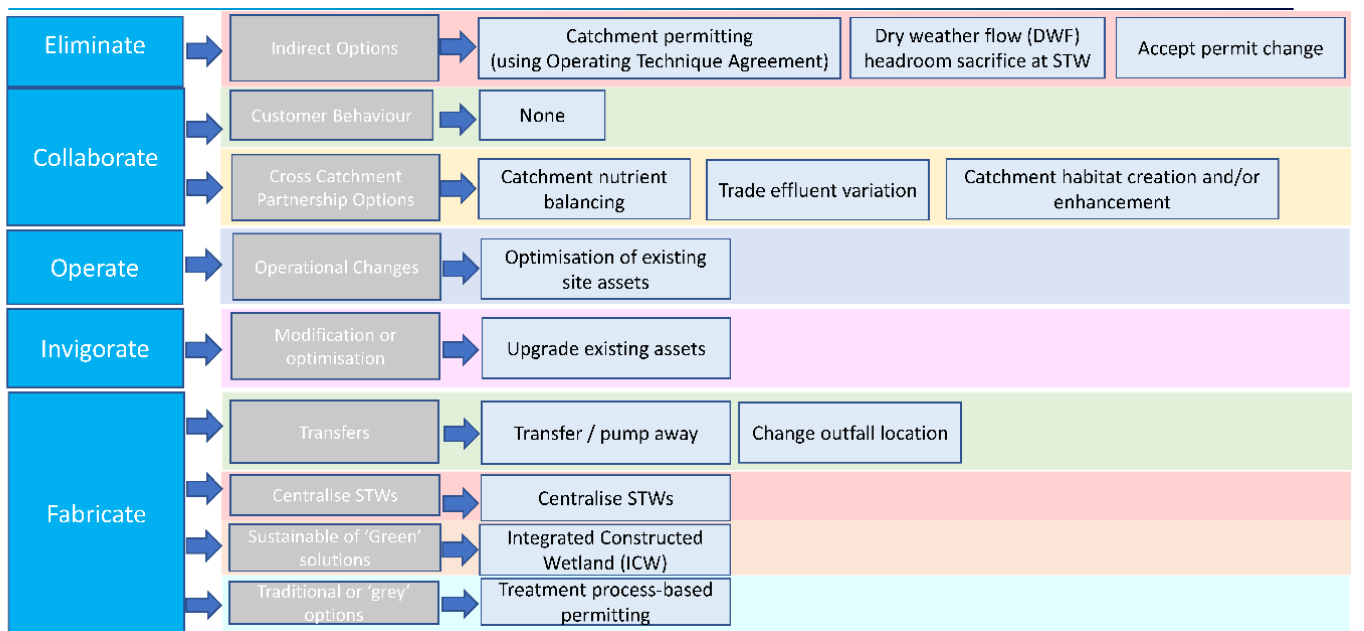 Eliminate
Indirect Options
Catchment permitting
(using Operating Technique Agreement)
Dry weather flow (DWF)
headroom sacrifice at STW
Accept permit change
Collaborate
Customer Behaviour
None
Cross Catchment
Partnership Options
Catchment nutrient
balancing
Trade effluent variation
Catchment habitat creation and/or
enhancement
Operate
Operational Changes
Optimisation of existing
site assets
Invigorate
Modification or
optimisation
Upgrade existing assets
Fabricate
Transfers
Transfer / pump away
Change outfall location
Centralise STWs
Centralise STWs
Sustainable of 'Green'
solutions
Integrated Constructed
Wetland (ICW)
Traditional or 'grey'
options
Treatment process-based
permitting